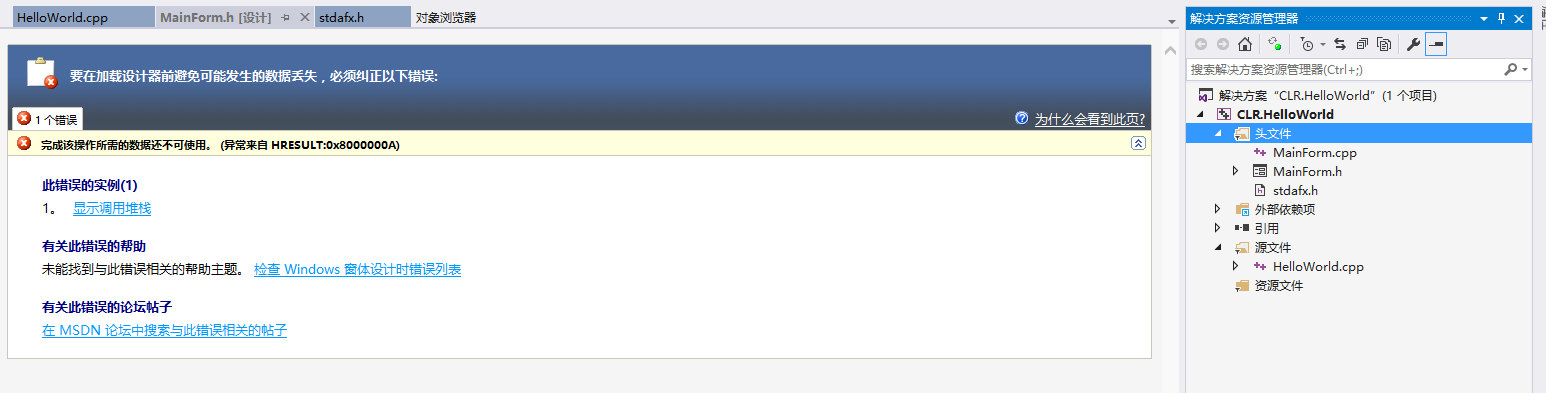 HelloWorld.cpp
MainForm.h [设计]
stdafx.h
对象浏览器
要在加载设计器前避免可能发生的数据丢失，必须纠正以下错误:
1 个错误
为什么会看到此页?
完成该操作所需的数据还不可使用。 (异常来自 HRESULT:0x8000000A)
此错误的实例(1)
1。 显示调用堆栈
有关此错误的帮助
未能找到与此错误相关的帮助主题。 检查 Windows 窗体设计时错误列表
有关此错误的论坛帖子
在 MSDN 论坛中搜索与此错误相关的帖子
解决方案资源管理器
搜索解决方案资源管理器(Ctrl+;)
解决方案“CLR.HelloWorld”(1 个项目)
CLR.HelloWorld
头文件
MainForm.cpp
MainForm.h
stdafx.h
外部依赖项
引用
源文件
HelloWorld.cpp
资源文件